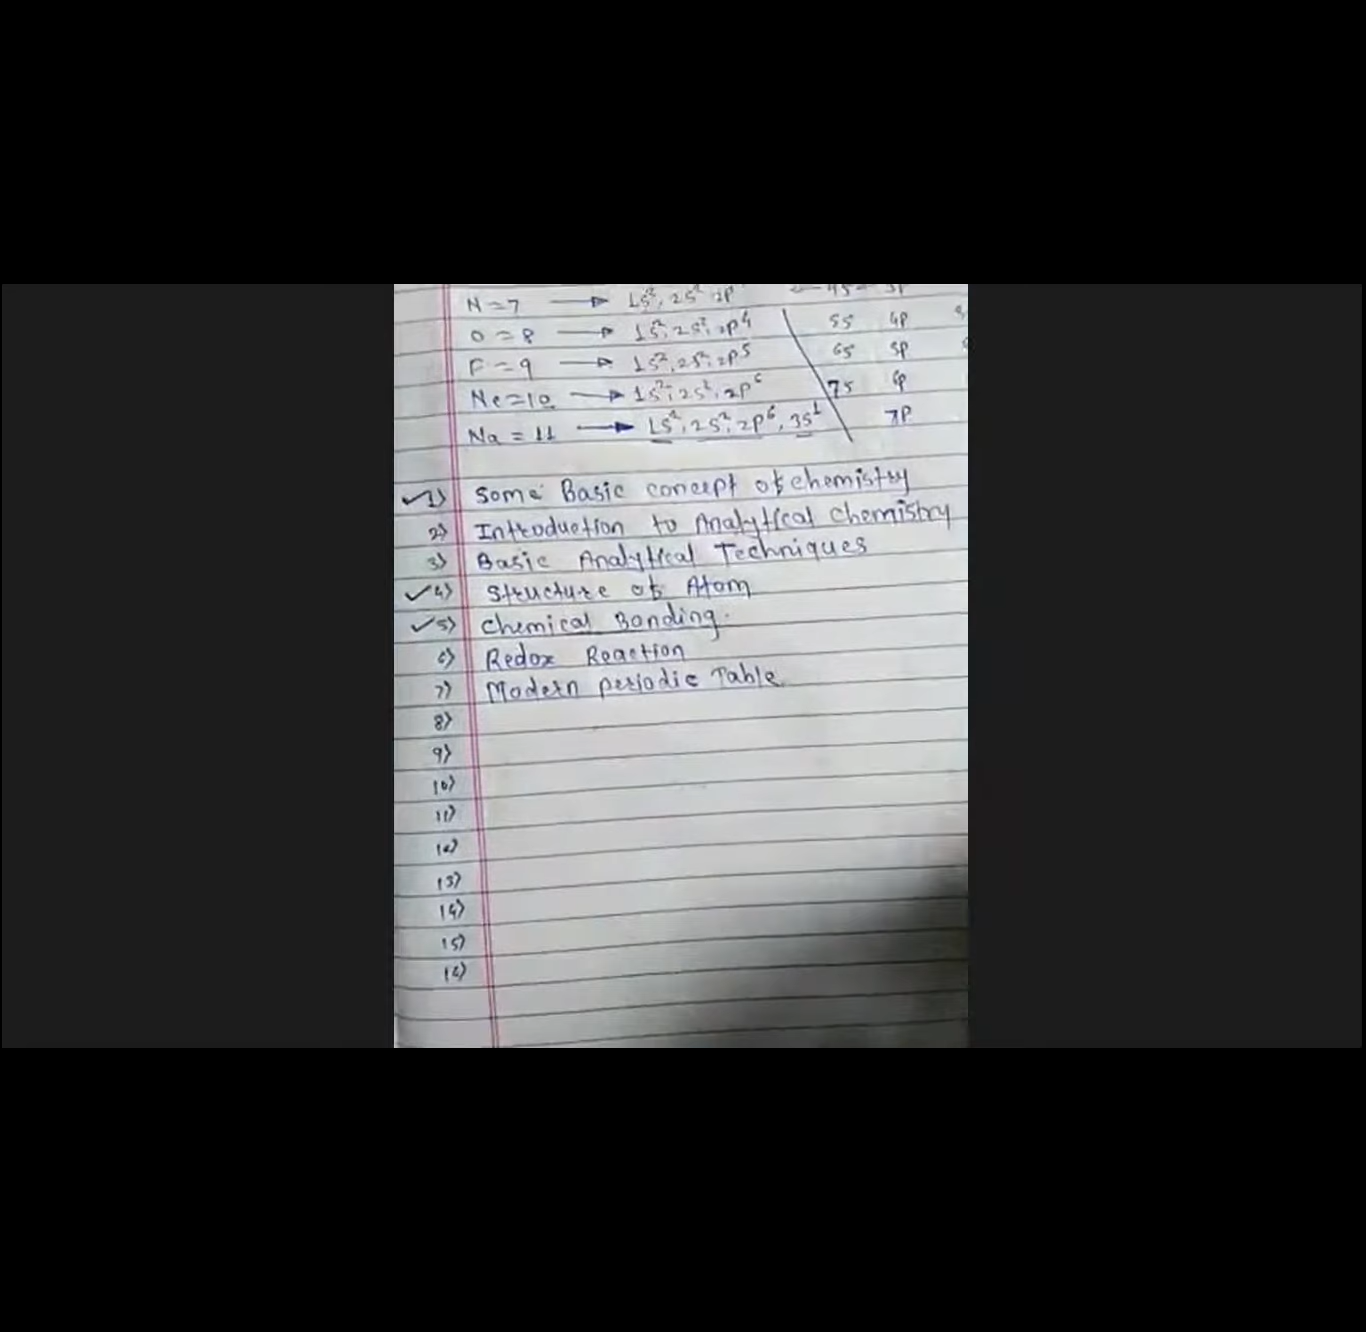 N = 7 → 1s², 2s² 2p ← 4s 3p
O = 8 → 1s², 2s², 2p⁴ 5s 4p
F = 9 → 1s², 2s², 2p⁵ 6s 5p
Ne = 10 → 1s², 2s², 2p⁶ 7s 6p
Na = 11 → 1s², 2s², 2p⁶, 3s¹ 7p
✓1) Some Basic concept of chemistry
2) Introduction to Analytical chemistry
3) Basic Analytical Techniques
✓4) Structure of Atom
✓5) Chemical Bonding.
6) Redox Reaction
7) Modern periodic Table
8)
9)
10)
11)
12)
13)
14)
15)
16)